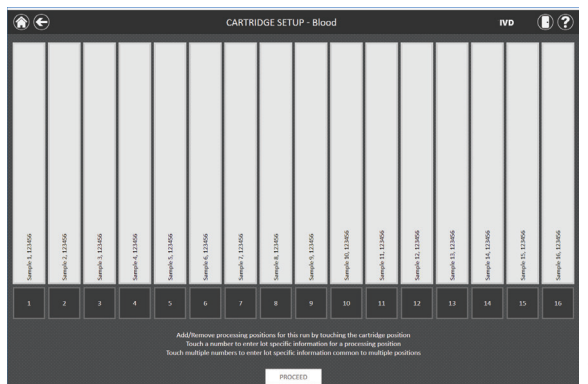 CARTRIDGE SETUP - Blood
IVD
?
Sample 1, 123456
Sample 2, 123456
Sample 3, 123456
Sample 4, 123456
Sample 5, 123456
Sample 6, 123456
Sample 7, 123456
Sample 8, 123456
Sample 9, 123456
Sample 10, 123456
Sample 11, 123456
Sample 12, 123456
Sample 13, 123456
Sample 14, 123456
Sample 15, 123456
Sample 16, 123456
1 2 3 4 5 6 7 8 9 10 11 12 13 14 15 16
Add/Remove processing positions for this run by touching the cartridge position
Touch a number to enter lot specific information for a processing position
Touch multiple numbers to enter lot specific information common to multiple positions
PROCEED